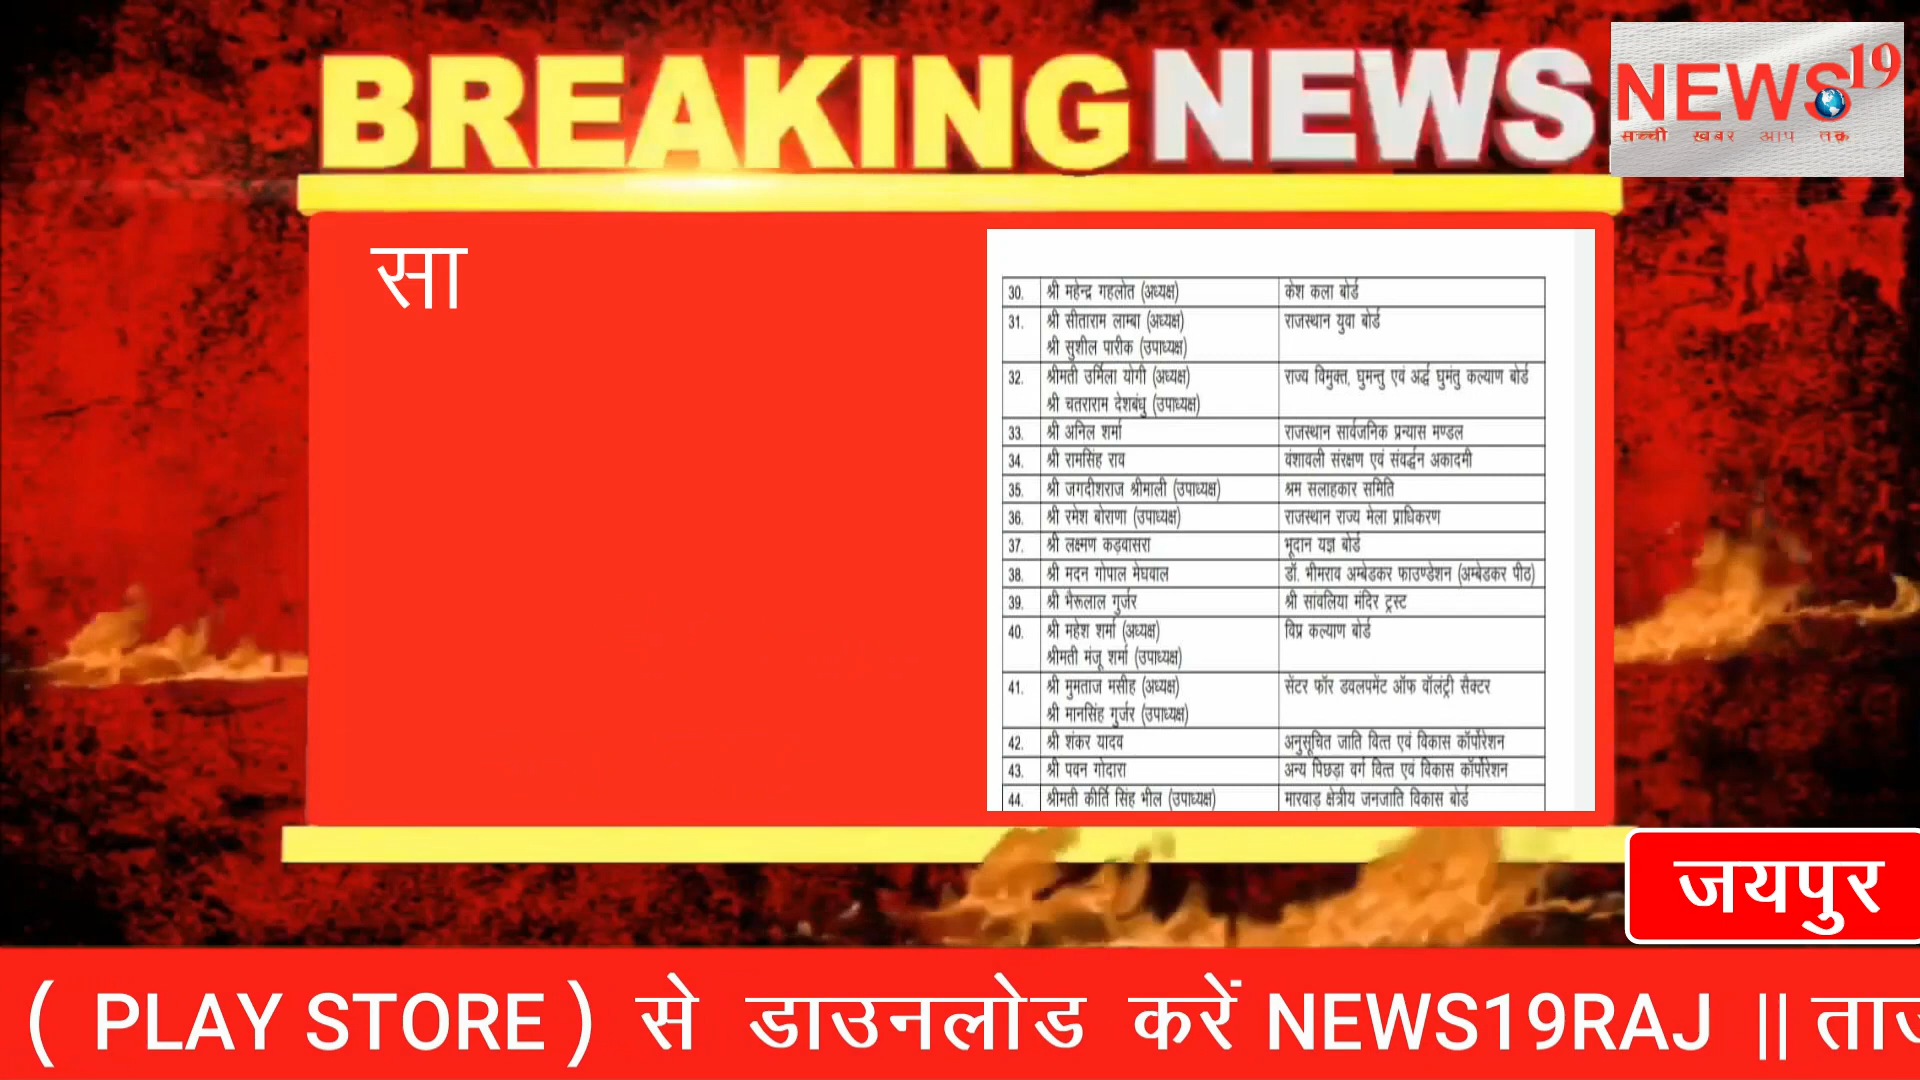 BREAKING NEWS
NEWS19
सच्ची ख़बर आप तक
सा
30. श्री महेन्द्र गहलोत (अध्यक्ष) केश कला बोर्ड
31. श्री सीताराम लाम्बा (अध्यक्ष) राजस्थान युवा बोर्ड
श्री सुशील पारीक (उपाध्यक्ष)
32. श्रीमती उर्मिला योगी (अध्यक्ष) राज्य विमुक्त, घुमन्तु एवं अर्द्ध घुमंतु कल्याण बोर्ड
श्री चतराराम देशबंधु (उपाध्यक्ष)
33. श्री अनिल शर्मा राजस्थान सार्वजनिक प्रन्यास मण्डल
34. श्री रामसिंह राव वंशावली संरक्षण एवं संवर्द्धन अकादमी
35. श्री जगदीशराज श्रीमाली (उपाध्यक्ष) श्रम सलाहकार समिति
36. श्री रमेश बोराणा (उपाध्यक्ष) राजस्थान राज्य मेला प्राधिकरण
37. श्री लक्ष्मण कड़वासरा भूदान यज्ञ बोर्ड
38. श्री मदन गोपाल मेघवाल डॉ. भीमराव अम्बेडकर फाउण्डेशन (अम्बेडकर पीठ)
39. श्री भैरूलाल गुर्जर श्री सांवलिया मंदिर ट्रस्ट
40. श्री महेश शर्मा (अध्यक्ष) विप्र कल्याण बोर्ड
श्रीमती मंजू शर्मा (उपाध्यक्ष)
41. श्री मुमताज मसीह (अध्यक्ष) सेंटर फॉर डवलपमेंट ऑफ वॉलंट्री सैक्टर
श्री मानसिंह गुर्जर (उपाध्यक्ष)
42. श्री शंकर यादव अनुसूचित जाति वित्त एवं विकास कॉर्पोरेशन
43. श्री पवन गोदारा अन्य पिछड़ा वर्ग वित्त एवं विकास कॉर्पोरेशन
44. श्रीमती कीर्ति सिंह भील (उपाध्यक्ष) मारवाड़ क्षेत्रीय जनजाति विकास बोर्ड
जयपुर
( PLAY STORE ) से डाउनलोड करें NEWS19RAJ || ताज